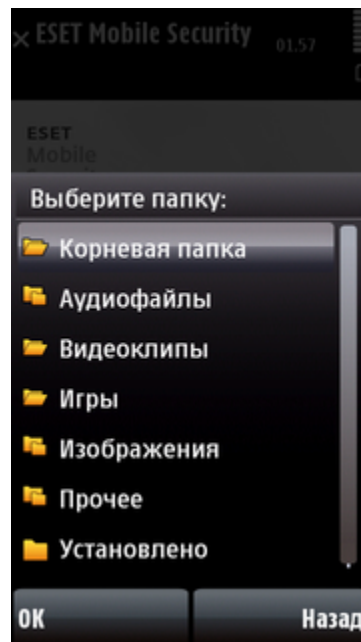 ESET Mobile Security
01.57
ESET
Mobile
Выберите папку:
Корневая папка
Аудиофайлы
Видеоклипы
Игры
Изображения
Прочее
Установлено
OK
Назад